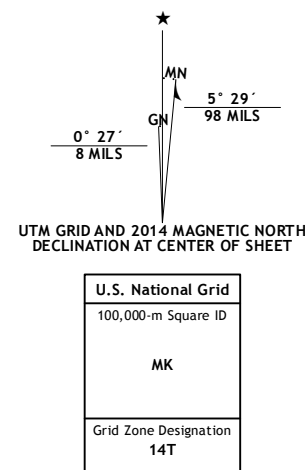 ★
MN
5° 29´
98 MILS
GN
0° 27´
8 MILS
UTM GRID AND 2014 MAGNETIC NORTH
DECLINATION AT CENTER OF SHEET
U.S. National Grid
100,000-m Square ID
MK
Grid Zone Designation
14T